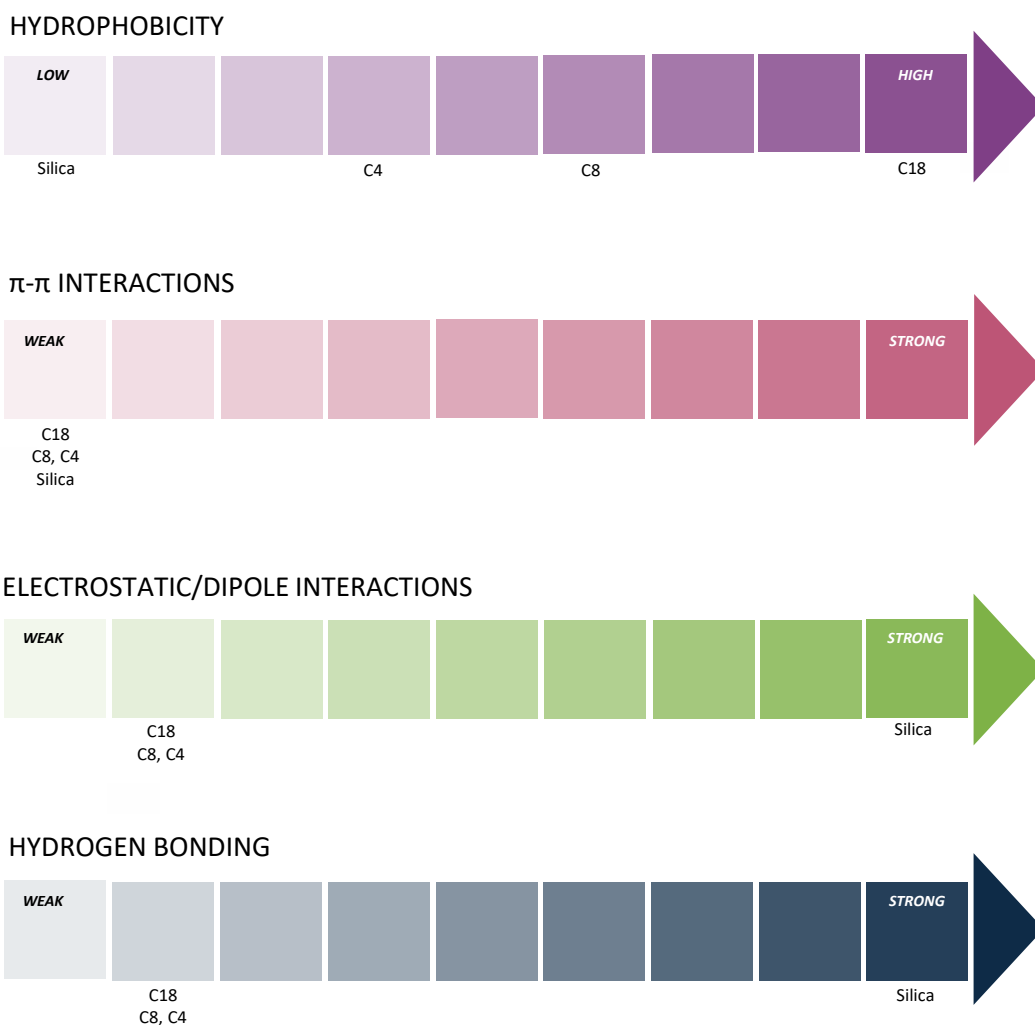 HYDROPHOBICITY
LOW
HIGH
Silica
C4
C8
C18
π-π INTERACTIONS
WEAK
STRONG
C18
C8, C4
Silica
ELECTROSTATIC/DIPOLE INTERACTIONS
WEAK
STRONG
C18
C8, C4
Silica
HYDROGEN BONDING
WEAK
STRONG
C18
C8, C4
Silica